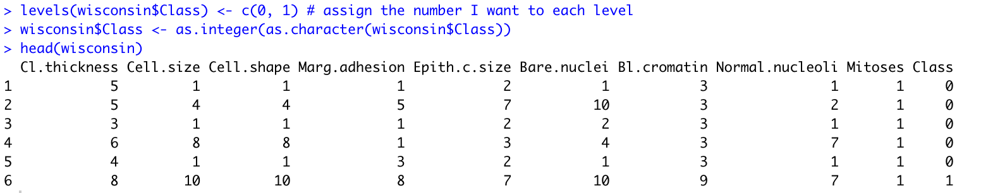 > levels(wisconsin$Class) <- c(0, 1) # assign the number I want to each level
> wisconsin$Class <- as.integer(as.character(wisconsin$Class))
> head(wisconsin)
  Cl.thickness Cell.size Cell.shape Marg.adhesion Epith.c.size Bare.nuclei Bl.cromatin Normal.nucleoli Mitoses Class
1            5         1          1             1            2           1           3               1       1     0
2            5         4          4             5            7          10           3               2       1     0
3            3         1          1             1            2           2           3               1       1     0
4            6         8          8             1            3           4           3               7       1     0
5            4         1          1             3            2           1           3               1       1     0
6            8        10         10             8            7          10           9               7       1     1